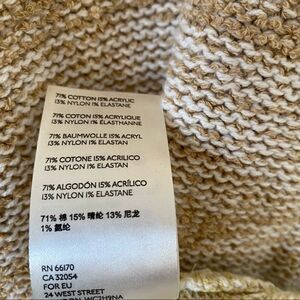 71% COTTON 15% ACRYLIC
13% NYLON 1% ELASTANE
71% COTON 15% ACRYLIQUE
13% NYLON 1% ÉLASTHANNE
71% BAUMWOLLE 15% ACRYL
13% NYLON 1% ELASTAN
71% COTONE 15% ACRILICO
13% NYLON 1% ELASTAN
71% ALGODÓN 15% ACRÍLICO
13% NYLON 1% ELASTANO
71% 棉 15% 晴纶 13% 尼龙
1% 氨纶
RN 66170
CA 32054
FOR EU
24 WEST STREET
LONDON, WC2H9NA